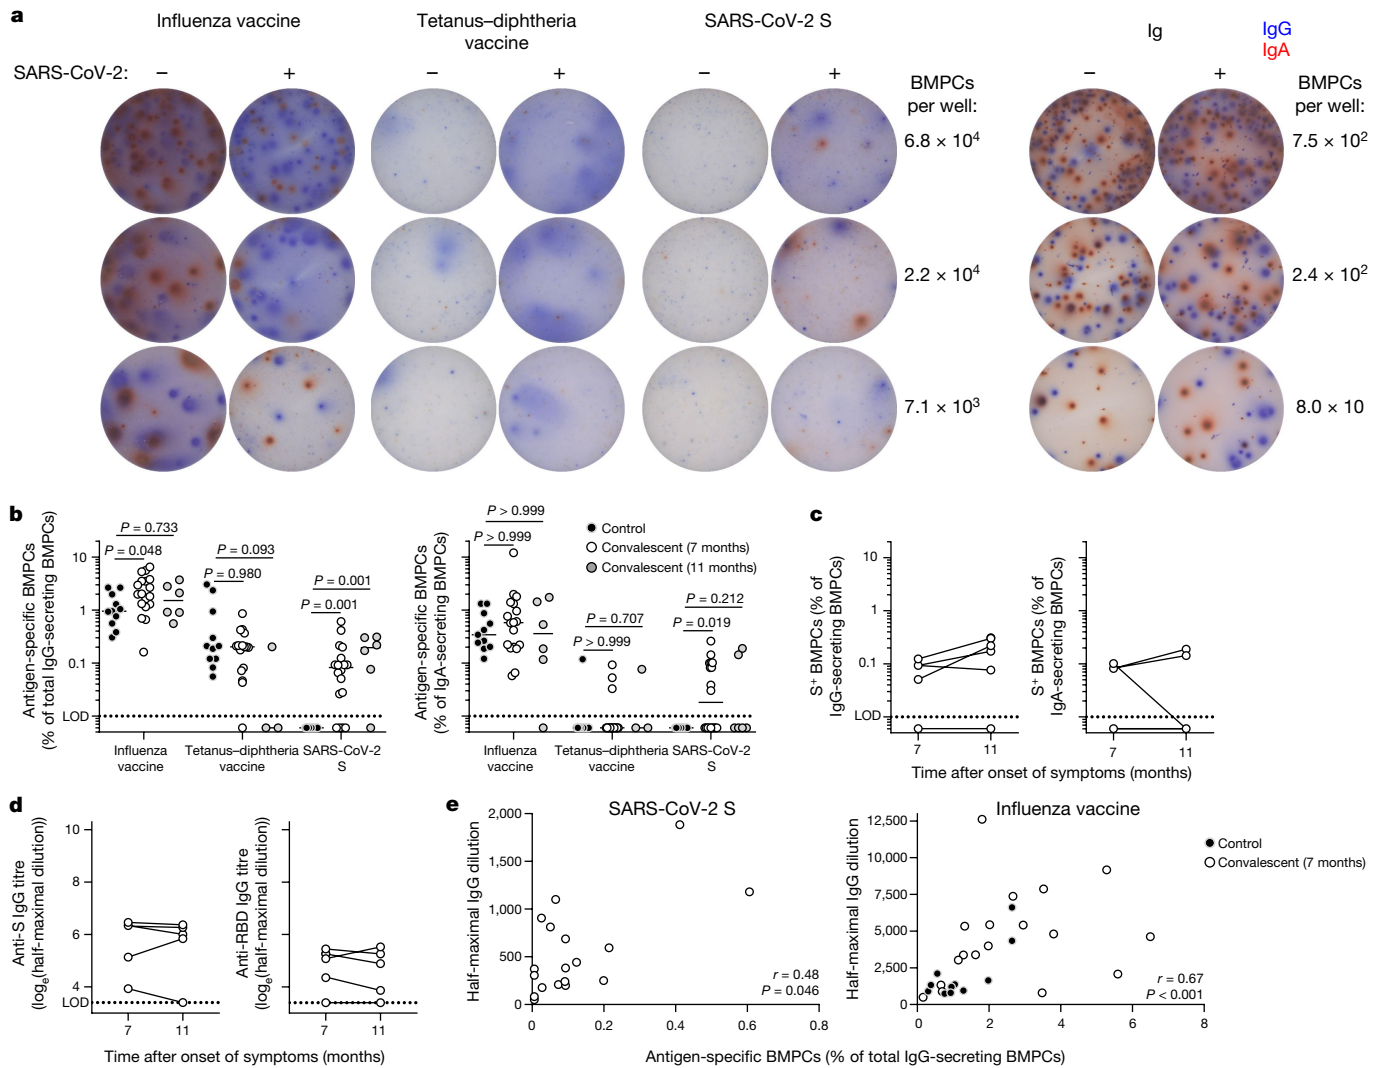 a
Influenza vaccine
Tetanus–diphtheria
vaccine
SARS-CoV-2 S
Ig
IgG
IgA
SARS-CoV-2:
−
+
−
+
−
+
BMPCs
per well:
−
+
BMPCs
per well:
6.8 × 10⁴
7.5 × 10²
2.2 × 10⁴
2.4 × 10²
7.1 × 10³
8.0 × 10
b
Antigen-specific BMPCs
(% of total IgG-secreting BMPCs)
10
1
0.1
LOD
P = 0.733
P = 0.048
P = 0.093
P = 0.980
P = 0.001
P = 0.001
Influenza
vaccine
Tetanus–diphtheria
vaccine
SARS-CoV-2
S
Antigen-specific BMPCs
(% of IgA-secreting BMPCs)
P > 0.999
P > 0.999
P = 0.707
P > 0.999
P = 0.212
P = 0.019
Control
Convalescent (7 months)
Convalescent (11 months)
Influenza
vaccine
Tetanus–diphtheria
vaccine
SARS-CoV-2
S
c
S⁺ BMPCs (% of
IgG-secreting BMPCs)
10
1
0.1
LOD
7
11
S⁺ BMPCs (% of
IgA-secreting BMPCs)
7
11
Time after onset of symptoms (months)
d
Anti-S IgG titre
(logₑ(half-maximal dilution))
10
8
6
4
LOD
7
11
Anti-RBD IgG titre
(logₑ(half-maximal dilution))
7
11
Time after onset of symptoms (months)
e
SARS-CoV-2 S
Half-maximal IgG dilution
2,000
1,500
1,000
500
0
r = 0.48
P = 0.046
0
0.2
0.4
0.6
0.8
Influenza vaccine
Half-maximal IgG dilution
12,500
10,000
7,500
5,000
2,500
0
r = 0.67
P < 0.001
0
2
4
6
8
Control
Convalescent (7 months)
Antigen-specific BMPCs (% of total IgG-secreting BMPCs)